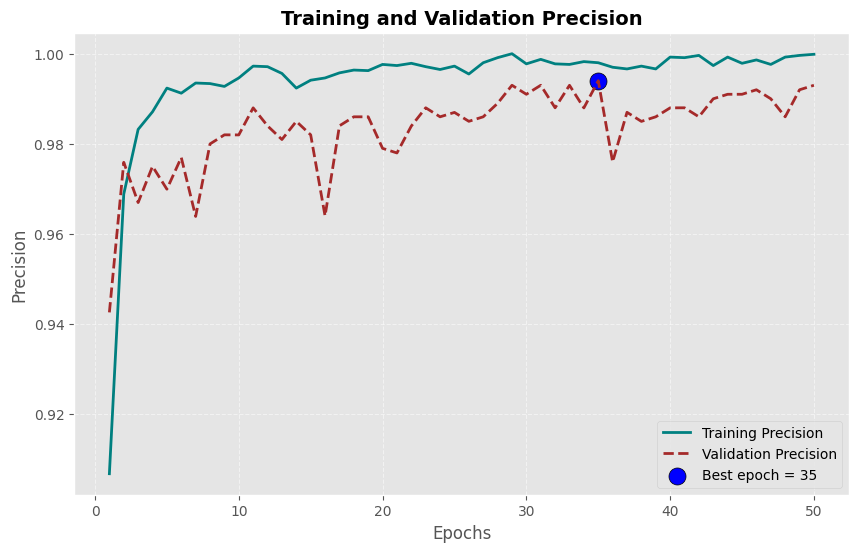 Training and Validation Precision
1.00
0.98
0.96
0.94
0.92
Precision
0
10
20
30
40
50
Epochs
Training Precision
Validation Precision
Best epoch = 35